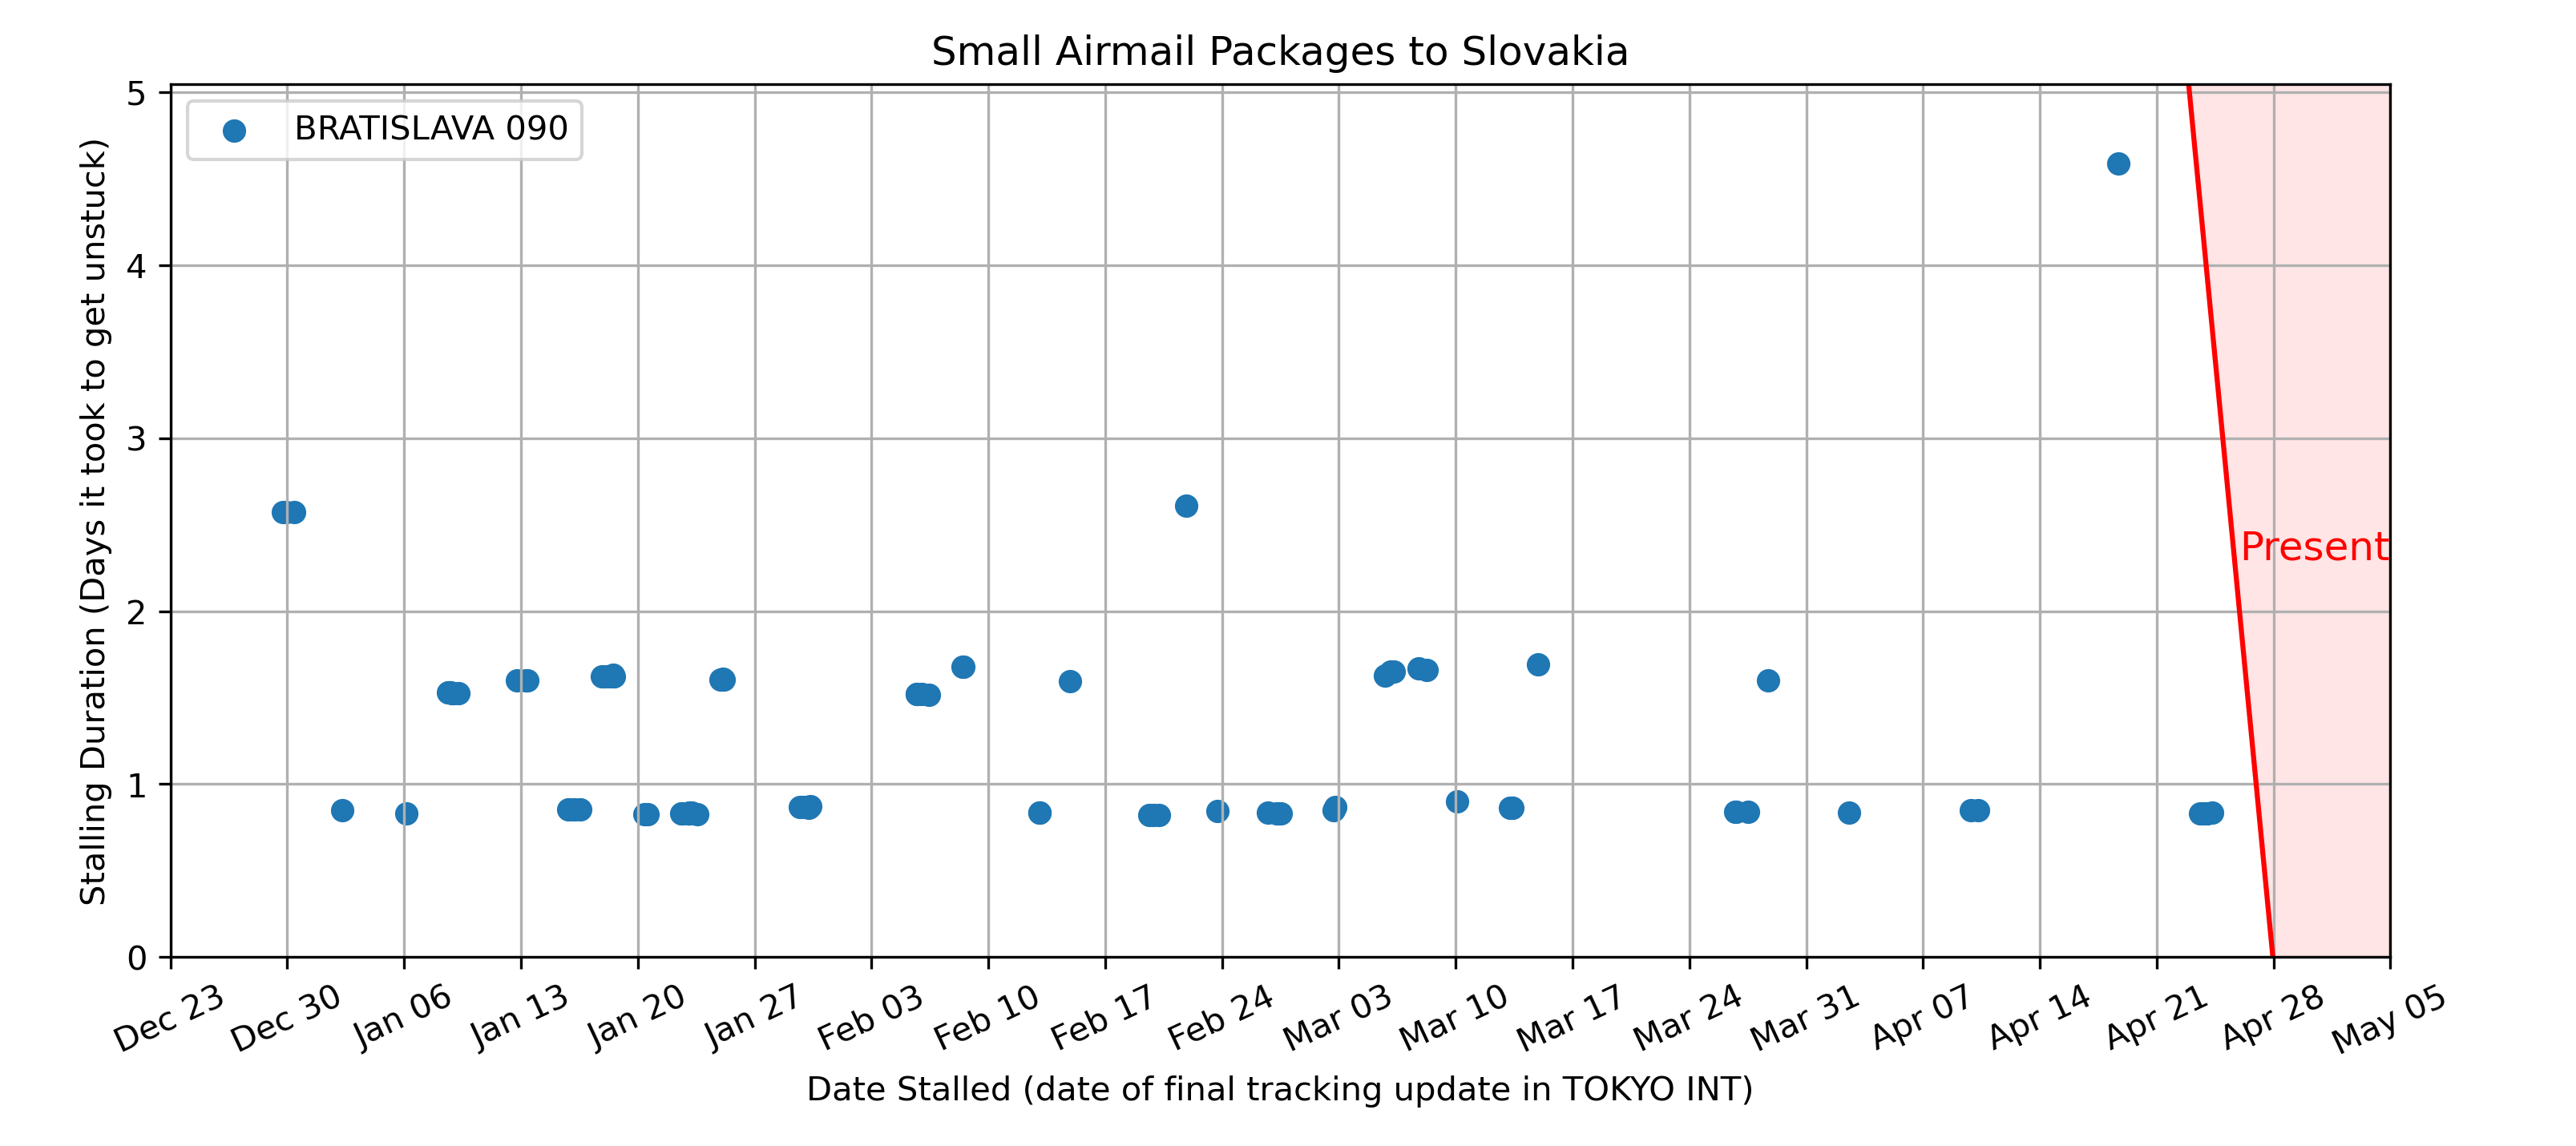 Small Airmail Packages to Slovakia
BRATISLAVA 090
Stalling Duration (Days it took to get unstuck)
5
4
3
2
1
0
Present
Dec 23
Dec 30
Jan 06
Jan 13
Jan 20
Jan 27
Feb 03
Feb 10
Feb 17
Feb 24
Mar 03
Mar 10
Mar 17
Mar 24
Mar 31
Apr 07
Apr 14
Apr 21
Apr 28
May 05
Date Stalled (date of final tracking update in TOKYO INT)